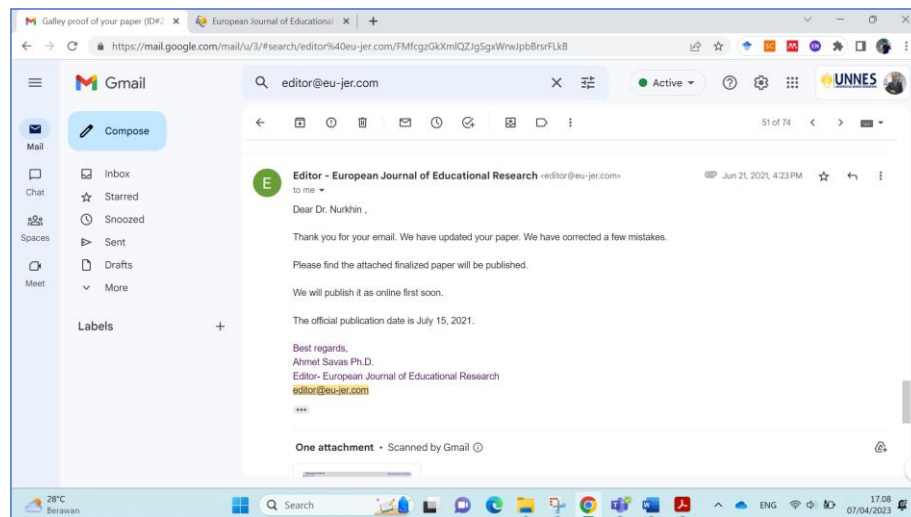 Galley proof of your paper (ID#2
European Journal of Educational
https://mail.google.com/mail/u/3/#search/editor%40eu-jer.com/FMfcgzGkXmlQZJgSgxWrwJpbBrsrFLkB
Gmail
editor@eu-jer.com
Active
UNNES
Compose
51 of 74
Mail
Chat
Spaces
Meet
Inbox
Starred
Snoozed
Sent
Drafts
More
Labels
E
Editor - European Journal of Educational Research <editor@eu-jer.com>
Jun 21, 2021, 4:23 PM
to me
Dear Dr. Nurkhin ,
Thank you for your email. We have updated your paper. We have corrected a few mistakes.
Please find the attached finalized paper will be published.
We will publish it as online first soon.
The official publication date is July 15, 2021.
Best regards,
Ahmet Savas Ph.D.
Editor- European Journal of Educational Research
editor@eu-jer.com
One attachment • Scanned by Gmail
28°C
Berawan
Search
ENG
17.08
07/04/2023